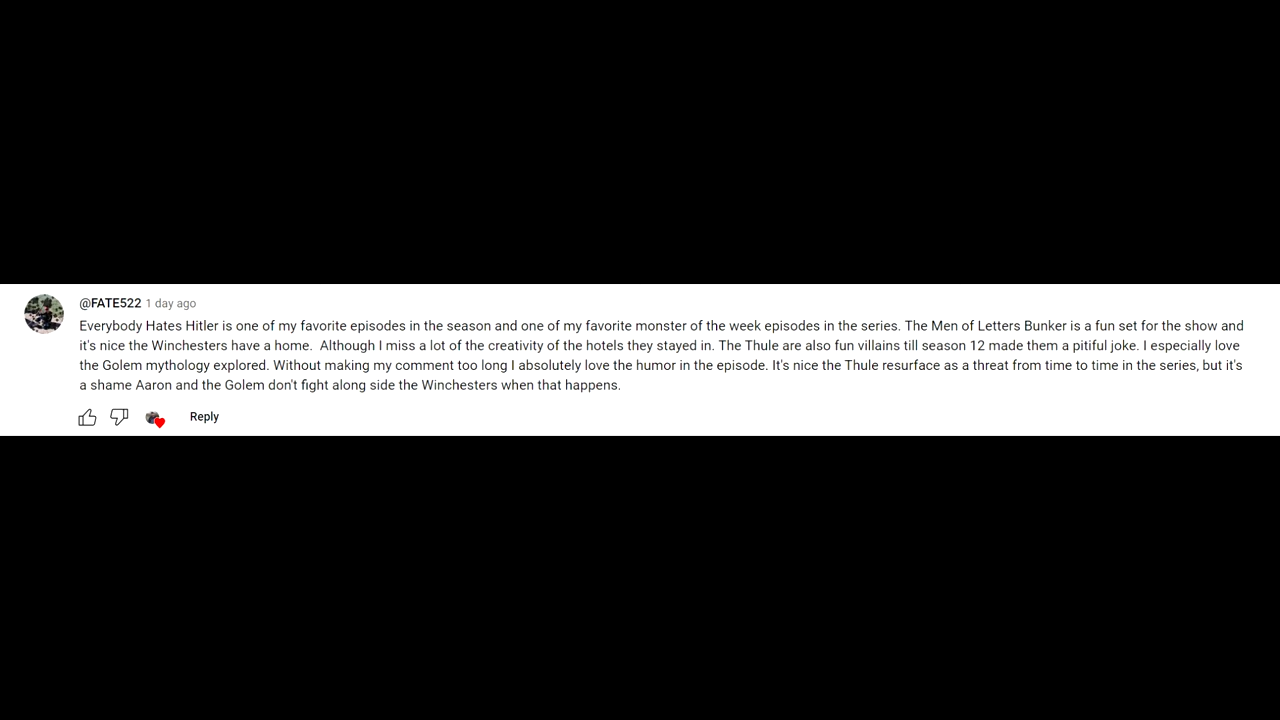 @FATE522 1 day ago
Everybody Hates Hitler is one of my favorite episodes in the season and one of my favorite monster of the week episodes in the series. The Men of Letters Bunker is a fun set for the show and
it's nice the Winchesters have a home.  Although I miss a lot of the creativity of the hotels they stayed in. The Thule are also fun villains till season 12 made them a pitiful joke. I especially love
the Golem mythology explored. Without making my comment too long I absolutely love the humor in the episode. It's nice the Thule resurface as a threat from time to time in the series, but it's
a shame Aaron and the Golem don't fight along side the Winchesters when that happens.
Reply